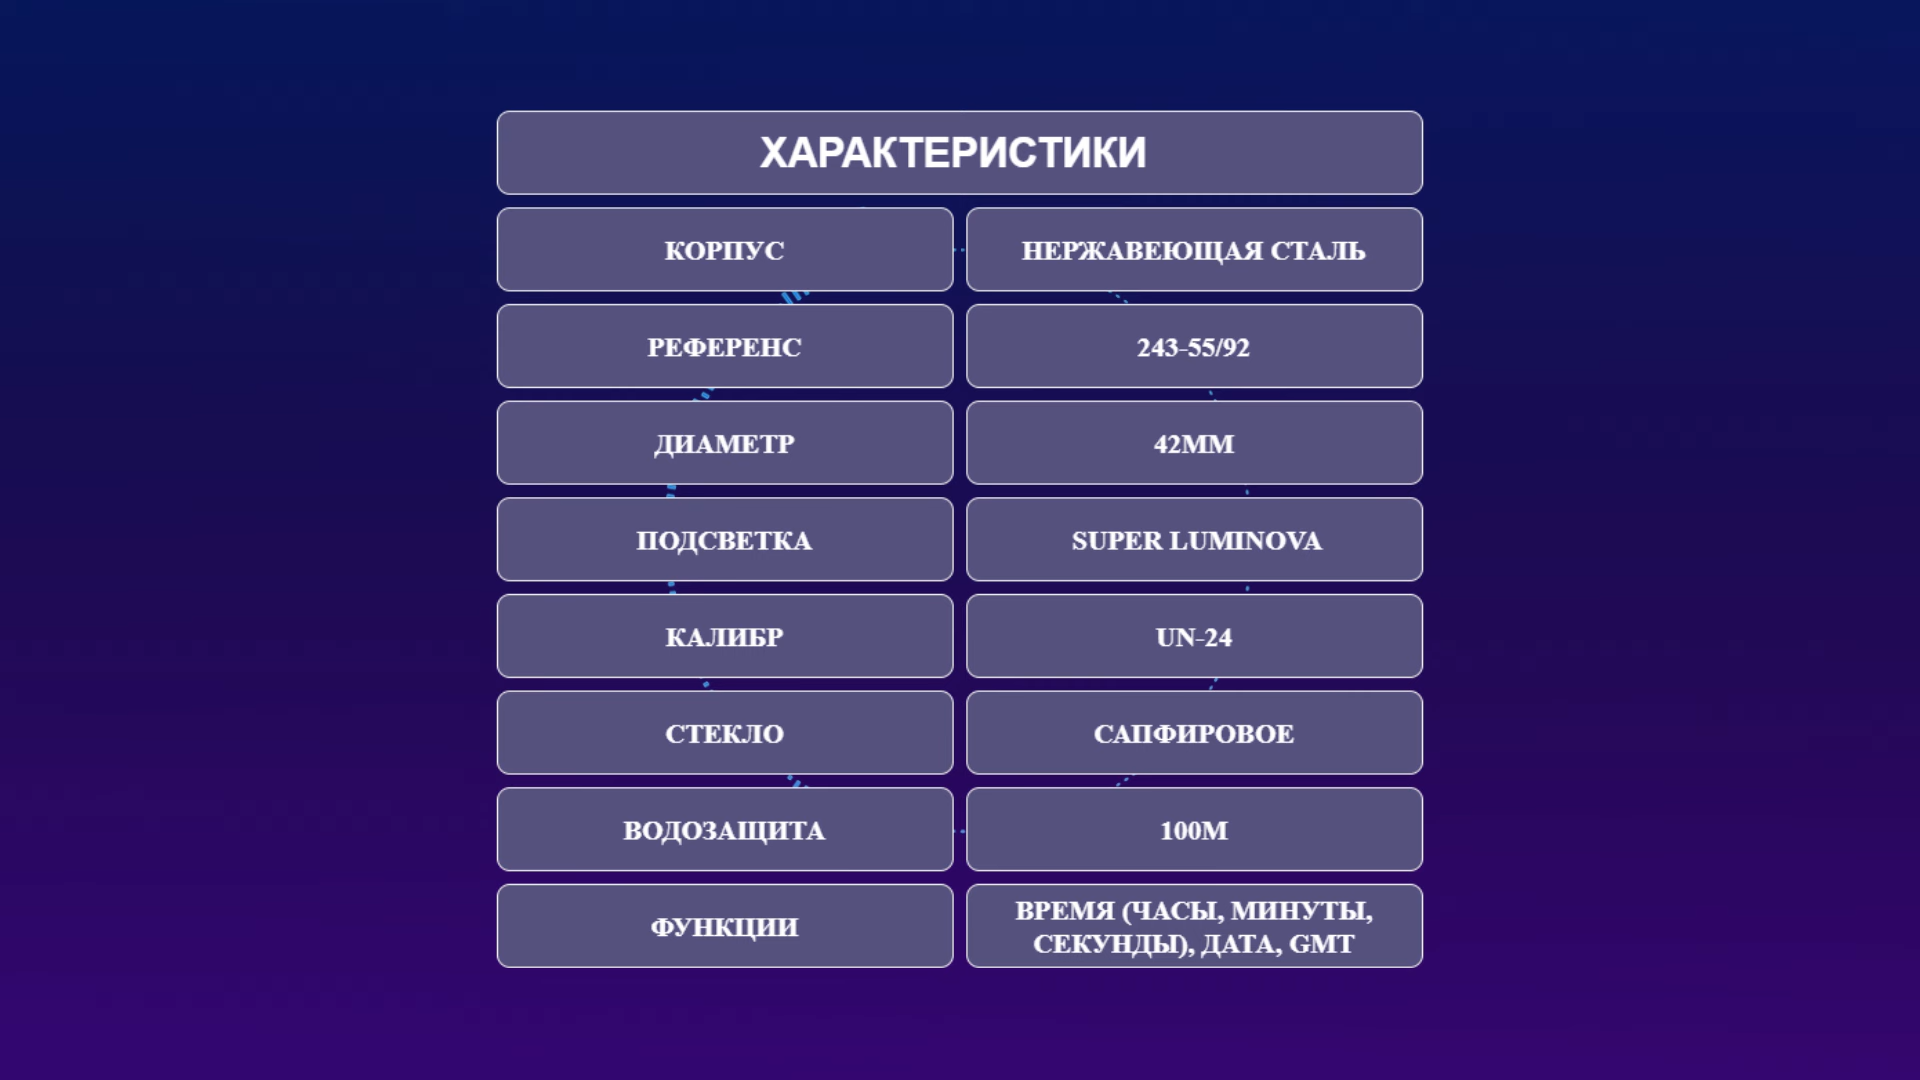 ХАРАКТЕРИСТИКИ
КОРПУС
НЕРЖАВЕЮЩАЯ СТАЛЬ
РЕФЕРЕНС
243-55/92
ДИАМЕТР
42ММ
ПОДСВЕТКА
SUPER LUMINOVA
КАЛИБР
UN-24
СТЕКЛО
САПФИРОВОЕ
ВОДОЗАЩИТА
100М
ФУНКЦИИ
ВРЕМЯ (ЧАСЫ, МИНУТЫ,
СЕКУНДЫ), ДАТА, GMT